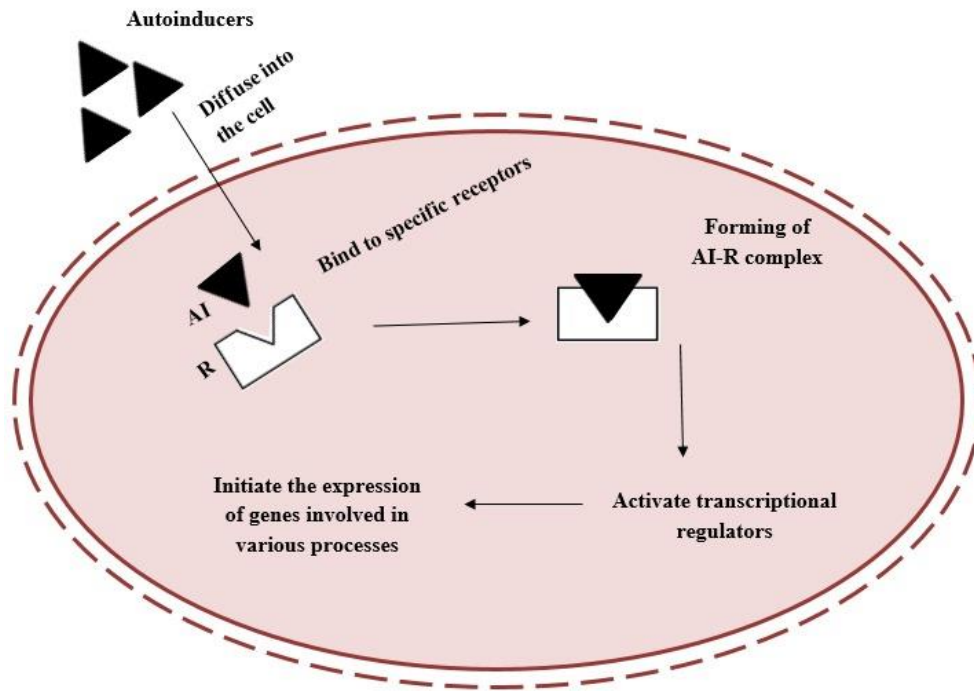 Autoinducers
Diffuse into
the cell
Bind to specific receptors
AI
R
Forming of
AI-R complex
Activate transcriptional
regulators
Initiate the expression
of genes involved in
various processes